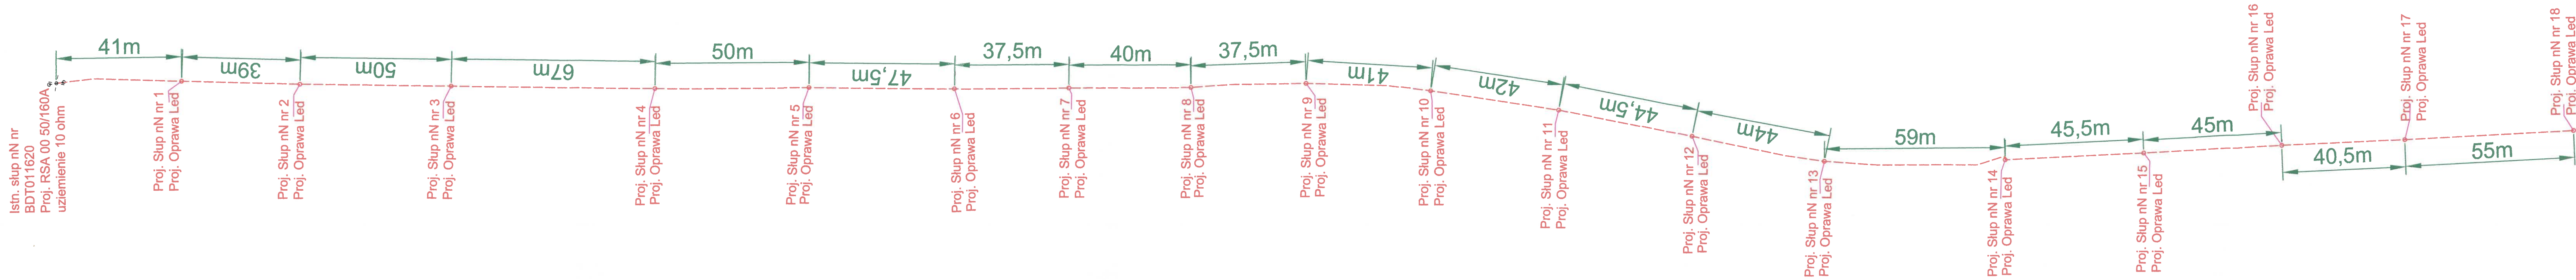 Istn. słup nN nr
BDT011620
Proj. RSA 00 50/160A
uziemienie 10 ohm
41m
Proj. Słup nN nr 1
Proj. Oprawa Led
39m
Proj. Słup nN nr 2
Proj. Oprawa Led
50m
Proj. Słup nN nr 3
Proj. Oprawa Led
67m
Proj. Słup nN nr 4
Proj. Oprawa Led
50m
Proj. Słup nN nr 5
Proj. Oprawa Led
47,5m
Proj. Słup nN nr 6
Proj. Oprawa Led
37,5m
Proj. Słup nN nr 7
Proj. Oprawa Led
40m
Proj. Słup nN nr 8
Proj. Oprawa Led
37,5m
Proj. Słup nN nr 9
Proj. Oprawa Led
41m
Proj. Słup nN nr 10
Proj. Oprawa Led
42m
Proj. Słup nN nr 11
Proj. Oprawa Led
44,5m
Proj. Słup nN nr 12
Proj. Oprawa Led
44m
Proj. Słup nN nr 13
Proj. Oprawa Led
59m
Proj. Słup nN nr 14
Proj. Oprawa Led
45,5m
Proj. Słup nN nr 15
Proj. Oprawa Led
45m
Proj. Słup nN nr 16
Proj. Oprawa Led
40,5m
Proj. Słup nN nr 17
Proj. Oprawa Led
55m
Proj. Słup nN nr 18
Proj. Oprawa Led